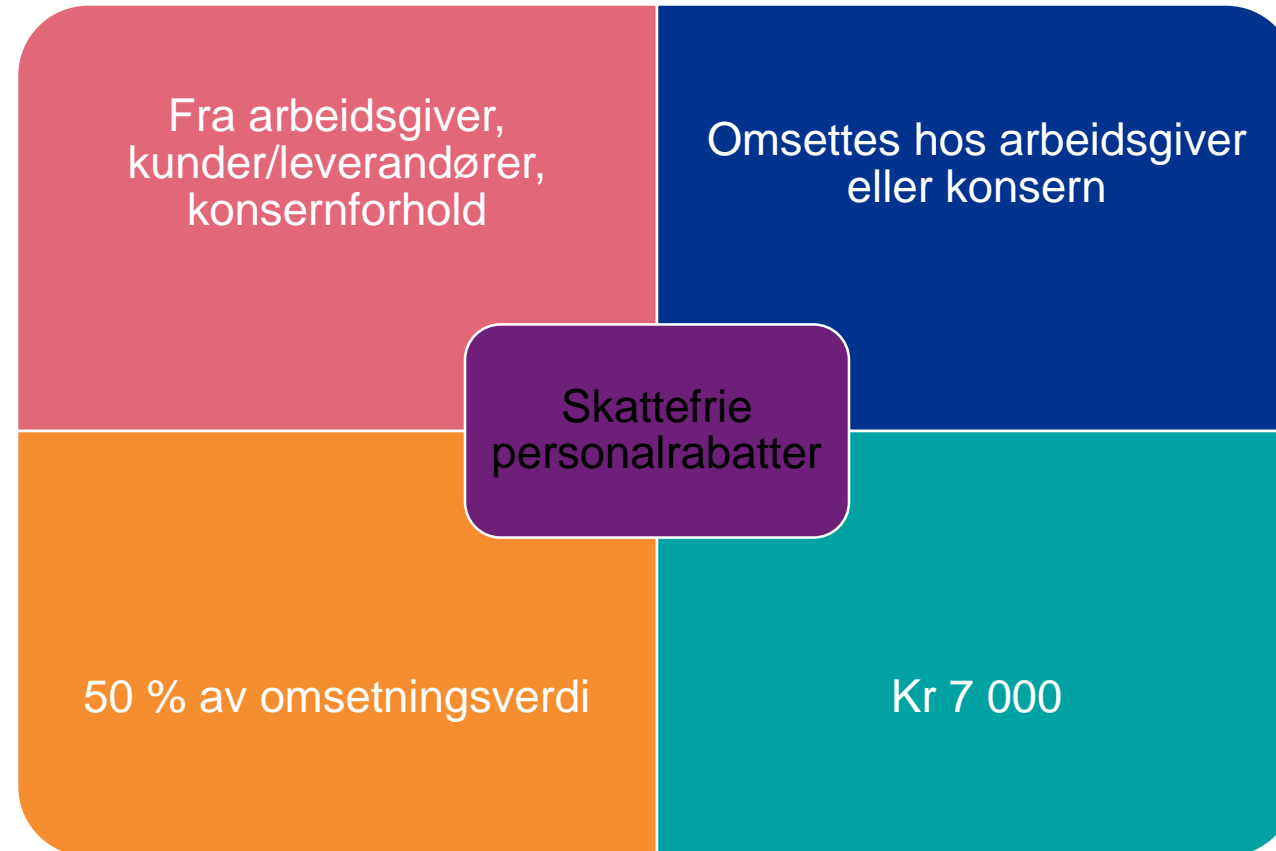 Fra arbeidsgiver,
kunder/leverandører,
konsernforhold
Omsettes hos arbeidsgiver
eller konsern
Skattefrie
personalrabatter
50 % av omsetningsverdi
Kr 7 000